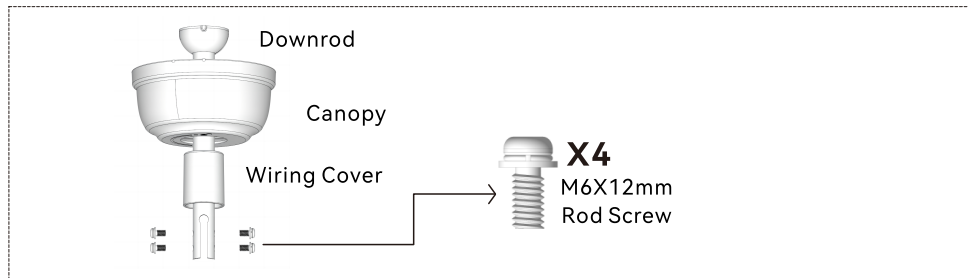 Downrod
Canopy
Wiring Cover
X4
M6X12mm
Rod Screw